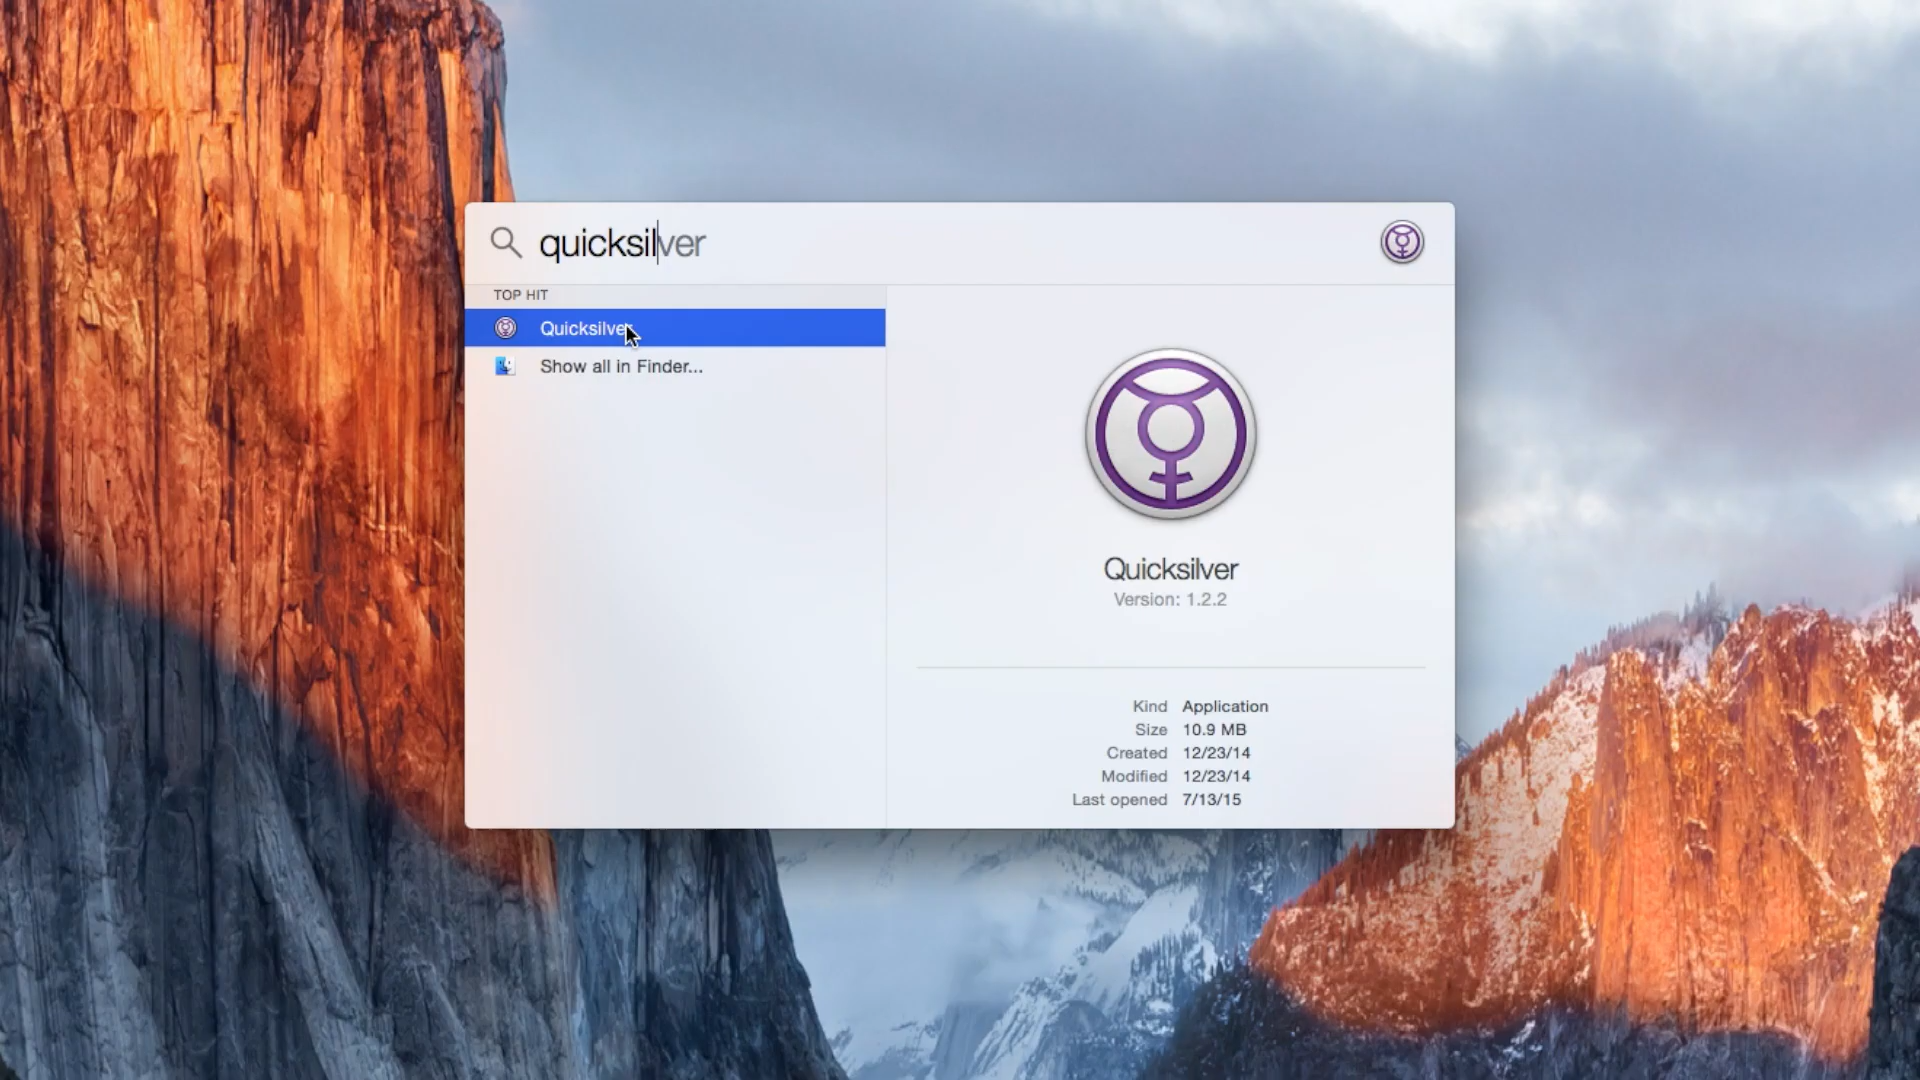 quicksilver
TOP HIT
Quicksilver
Show all in Finder...
Quicksilver
Version: 1.2.2
Kind Application
Size 10.9 MB
Created 12/23/14
Modified 12/23/14
Last opened 7/13/15